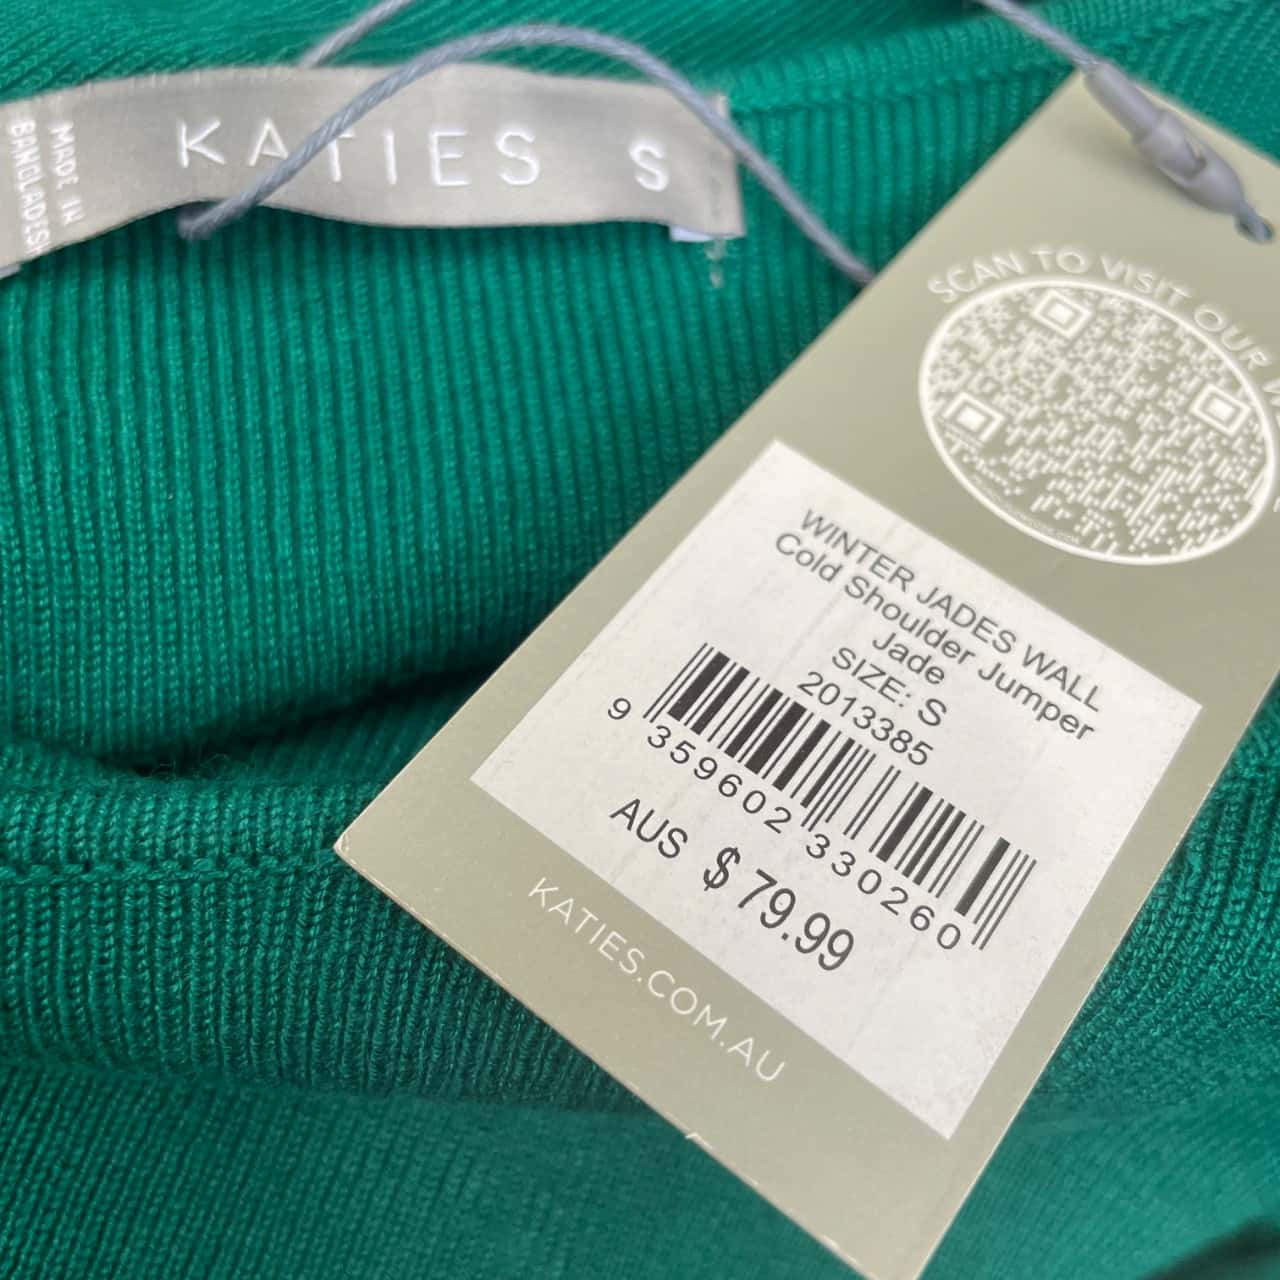 KATIES S
MADE IN
BANGLADESH
SCAN TO VISIT OUR
WINTER JADES WALL
Cold Shoulder Jumper
Jade
SIZE: S
2013385
9 359602 330260
AUS $ 79.99
KATIES.COM.AU